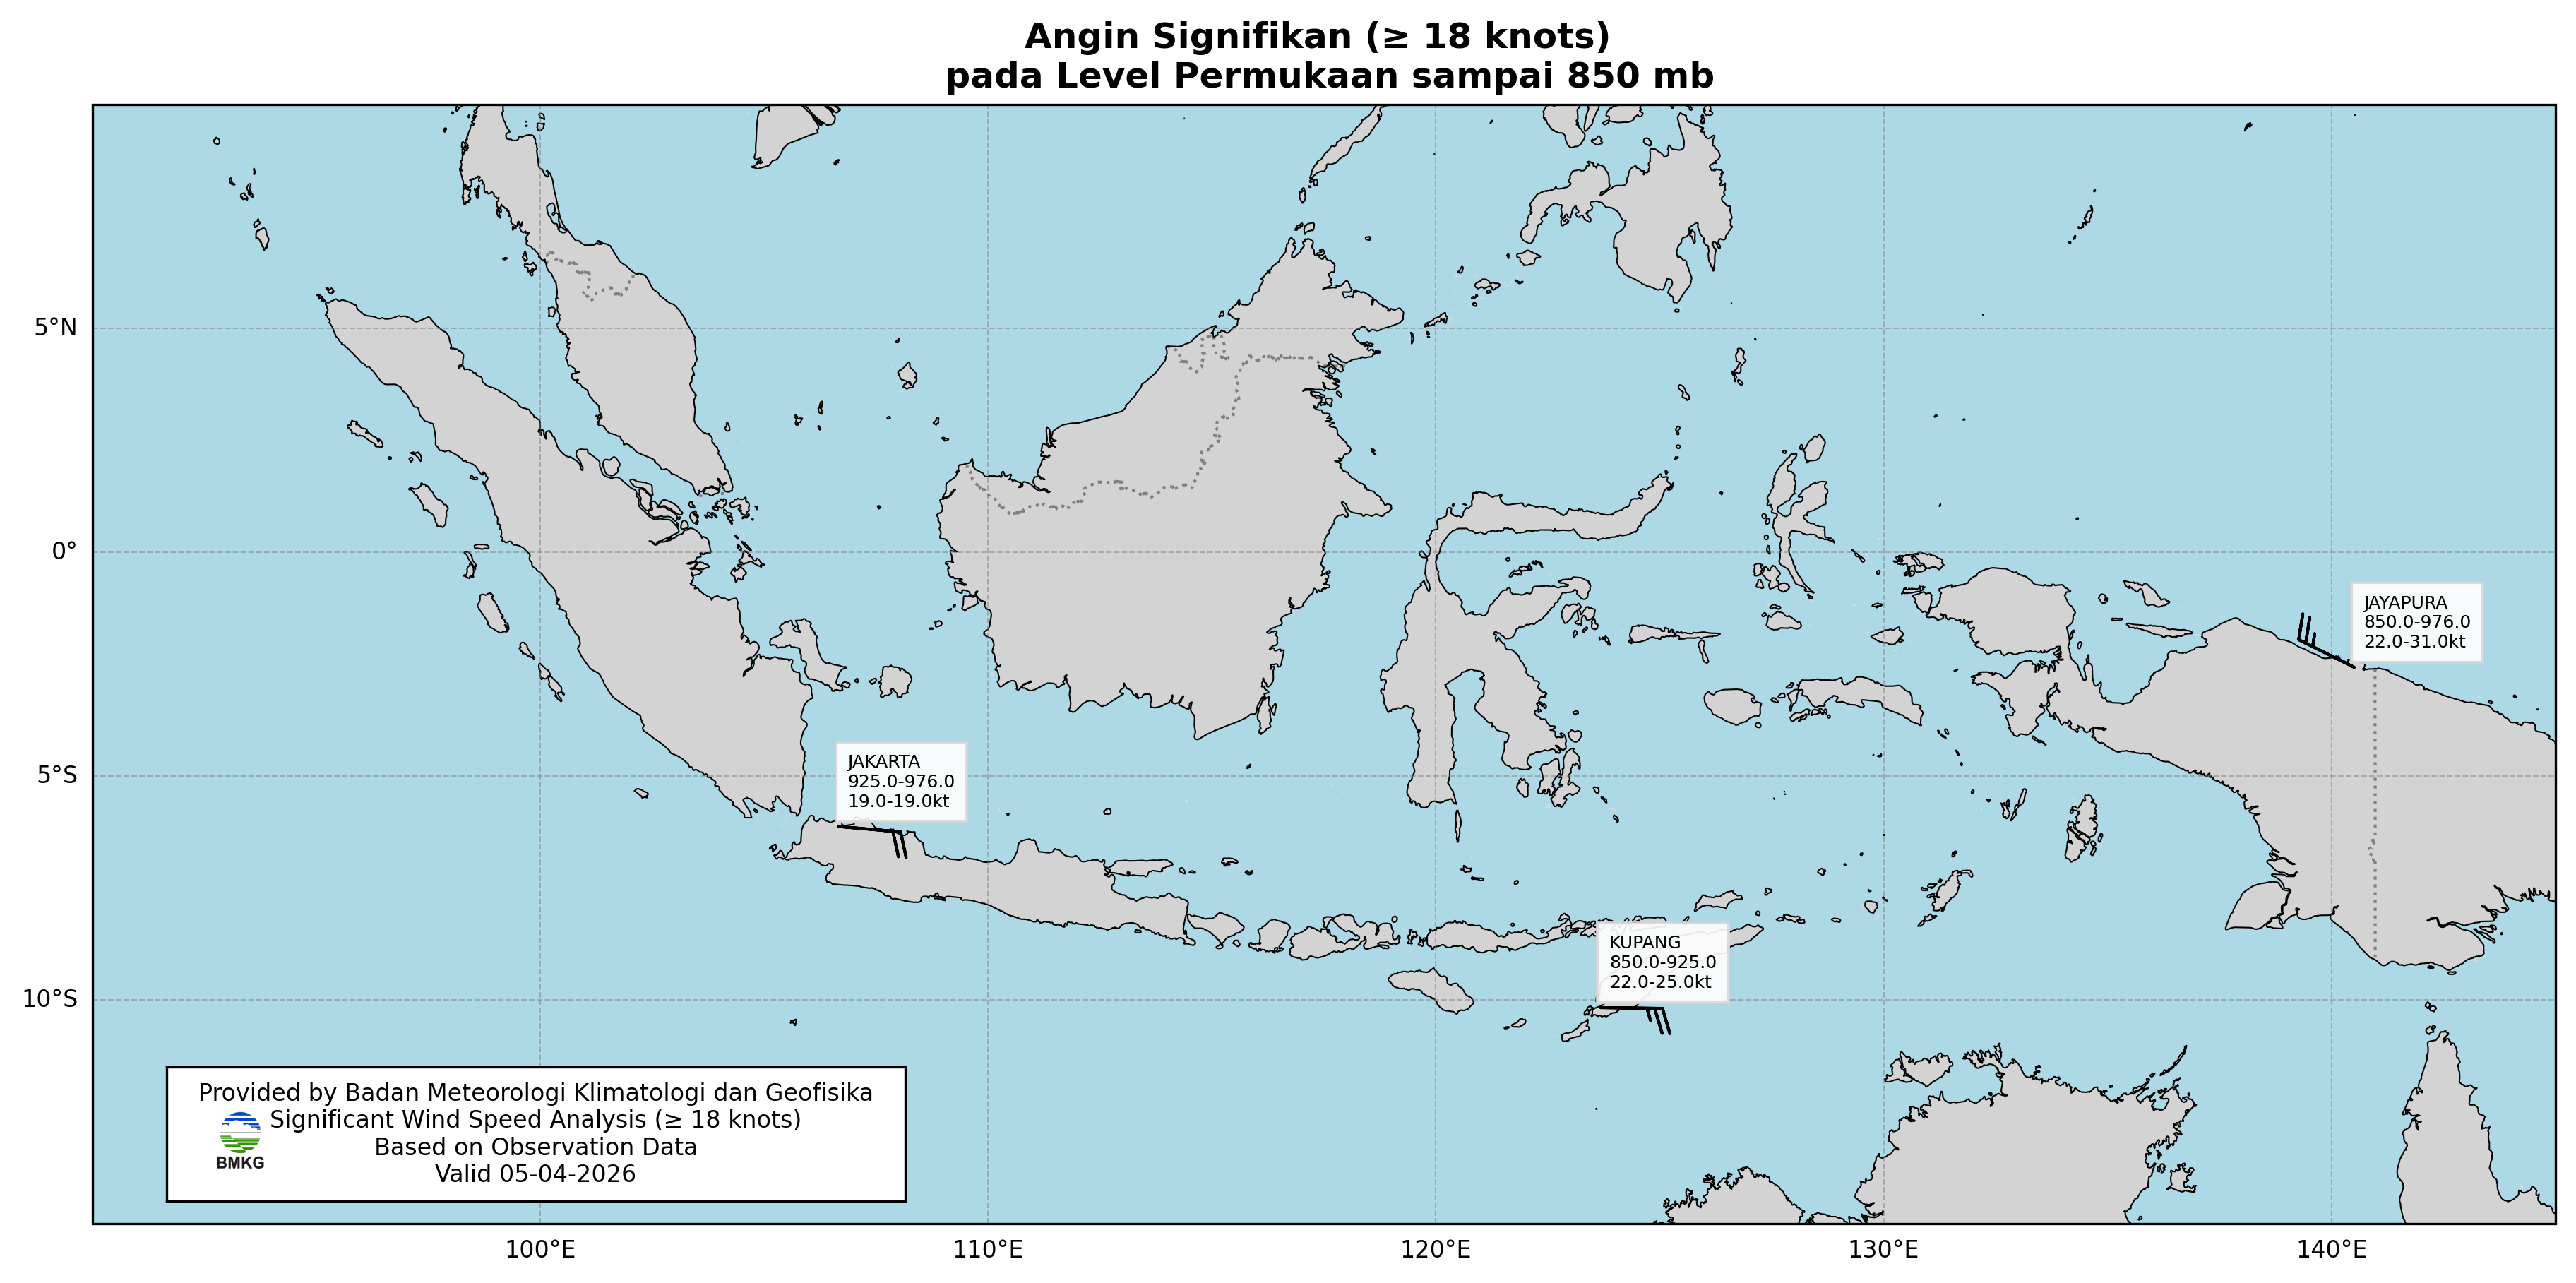 Angin Signifikan (≥ 18 knots)
pada Level Permukaan sampai 850 mb
5°N
0°
5°S
10°S
JAYAPURA
850.0-976.0
22.0-31.0kt
JAKARTA
925.0-976.0
19.0-19.0kt
KUPANG
850.0-925.0
22.0-25.0kt
Provided by Badan Meteorologi Klimatologi dan Geofisika
Significant Wind Speed Analysis (≥ 18 knots)
Based on Observation Data
Valid 05-04-2026
BMKG
100°E
110°E
120°E
130°E
140°E